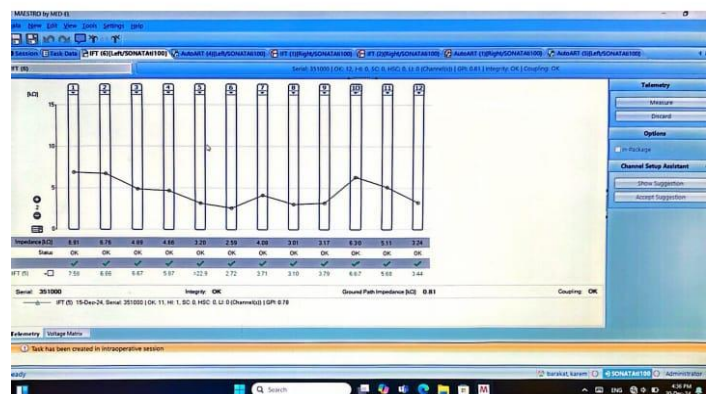 MAESTRO by MED-EL
File New Edit View Tools Settings Help
Session Task Data IFT (6)(Left/SONATAti100) AutoART (4)(Left/SONATAti100) IFT (1)(Right/SONATAti100) IFT (2)(Right/SONATAti100) AutoART (1)(Right/SONATAti100) AutoART (5)(Left/SONATAti100)
IFT (6) Serial: 351000 | OK: 12, HI: 0, SC: 0, HSC: 0, LI: 0 (Channel(s)) | GPI: 0.81 | Integrity: OK | Coupling: OK
Telemetry
Measure
Discard
Options
In-Package
Channel Setup Assistant
Show Suggestion
Accept Suggestion
[kΩ]
1 2 3 4 5 6 7 8 9 10 11 12
15
10
5
0
2
Impedance [kΩ] 6.91 6.78 4.89 4.66 3.20 2.59 4.06 3.01 3.17 6.30 5.11 3.24
Status OK OK OK OK OK OK OK OK OK OK OK OK
IFT (5) 7.50 6.66 6.67 5.07 >22.9 2.72 3.71 3.10 3.79 6.67 5.60 3.44
Serial: 351000 Integrity: OK Ground Path Impedance [kΩ] 0.81 Coupling: OK
IFT (5) 15-Dec-24, Serial: 351000 | OK: 11, HI: 1, SC: 0, HSC: 0, LI: 0 (Channel(s)) | GPI: 0.78
Telemetry Voltage Matrix
Task has been created in intraoperative session
Ready barakat, karem SONATAti100 Administrator
Search ENG 4:36 PM